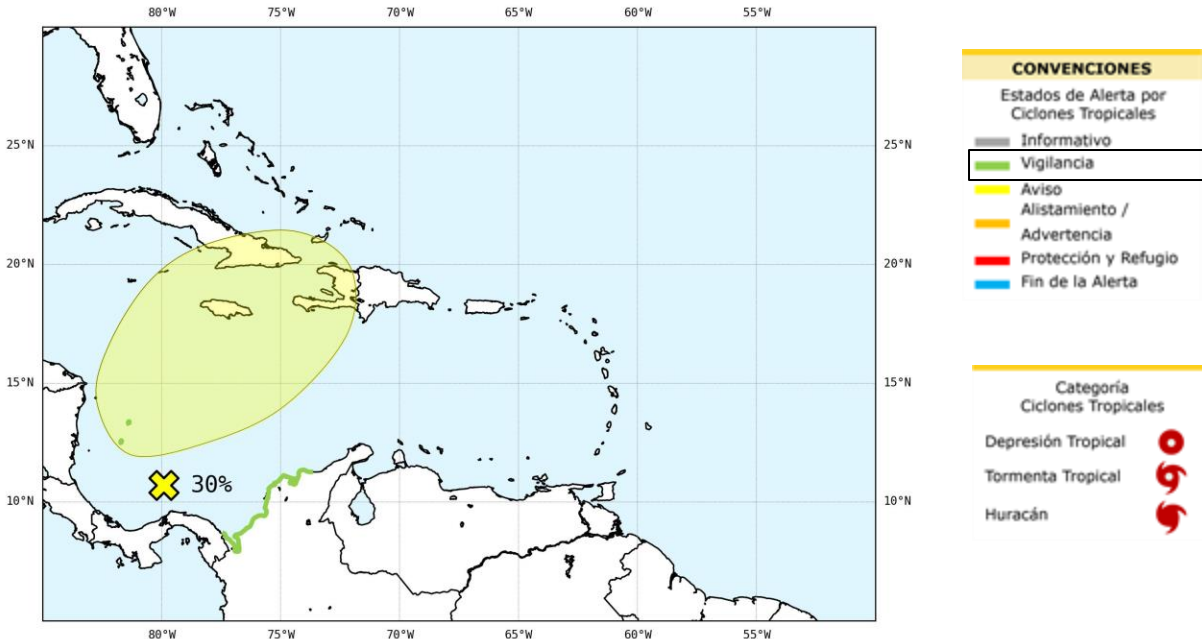 80°W 75°W 70°W 65°W 60°W 55°W
25°N 25°N
20°N 20°N
15°N 15°N
10°N 10°N
30%
80°W 75°W 70°W 65°W 60°W 55°W
CONVENCIONES
Estados de Alerta por
Ciclones Tropicales
Informativo
Vigilancia
Aviso
Alistamiento /
Advertencia
Protección y Refugio
Fin de la Alerta
Categoría
Ciclones Tropicales
Depresión Tropical
Tormenta Tropical
Huracán